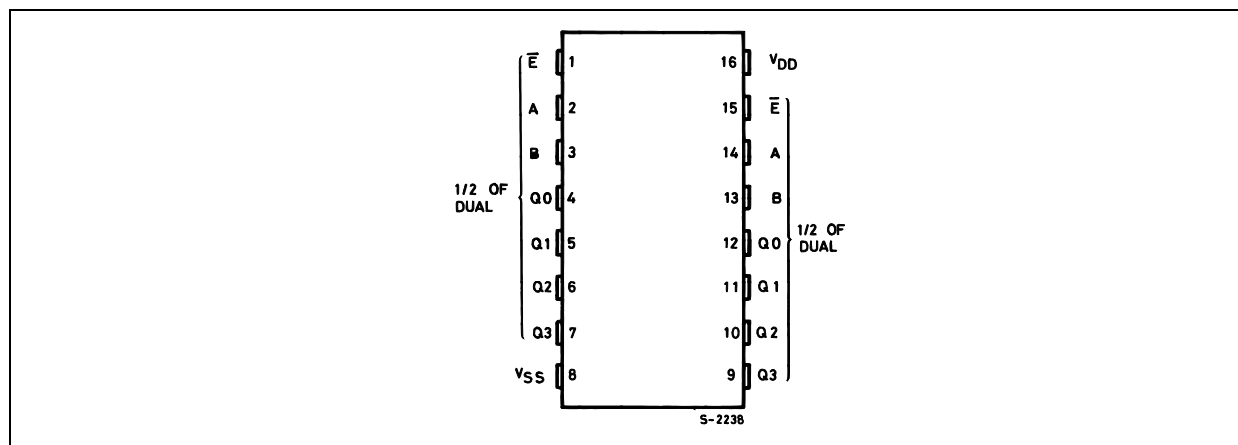 E̅ 1 16 VDD
A 2 15 E̅
B 3 14 A
1/2 OF
DUAL
Q0 4 13 B
Q1 5 12 Q0
1/2 OF
DUAL
Q2 6 11 Q1
Q3 7 10 Q2
VSS 8 9 Q3
S-2238